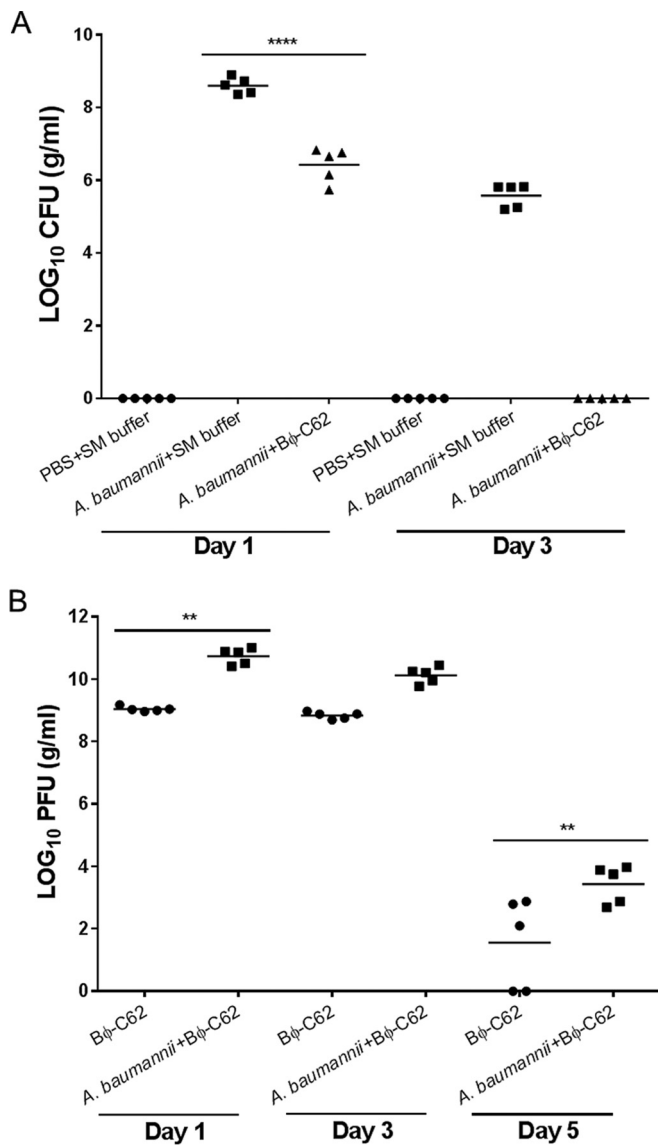 A
LOG₁₀ CFU (g/ml)
10
8
6
4
2
0
****
PBS+SM buffer
A. baumannii+SM buffer
A. baumannii+Bϕ-C62
PBS+SM buffer
A. baumannii+SM buffer
A. baumannii+Bϕ-C62
Day 1
Day 3
B
LOG₁₀ PFU (g/ml)
12
10
8
6
4
2
0
**
**
Bϕ-C62
A. baumannii+Bϕ-C62
Bϕ-C62
A. baumannii+Bϕ-C62
Bϕ-C62
A. baumannii+Bϕ-C62
Day 1
Day 3
Day 5